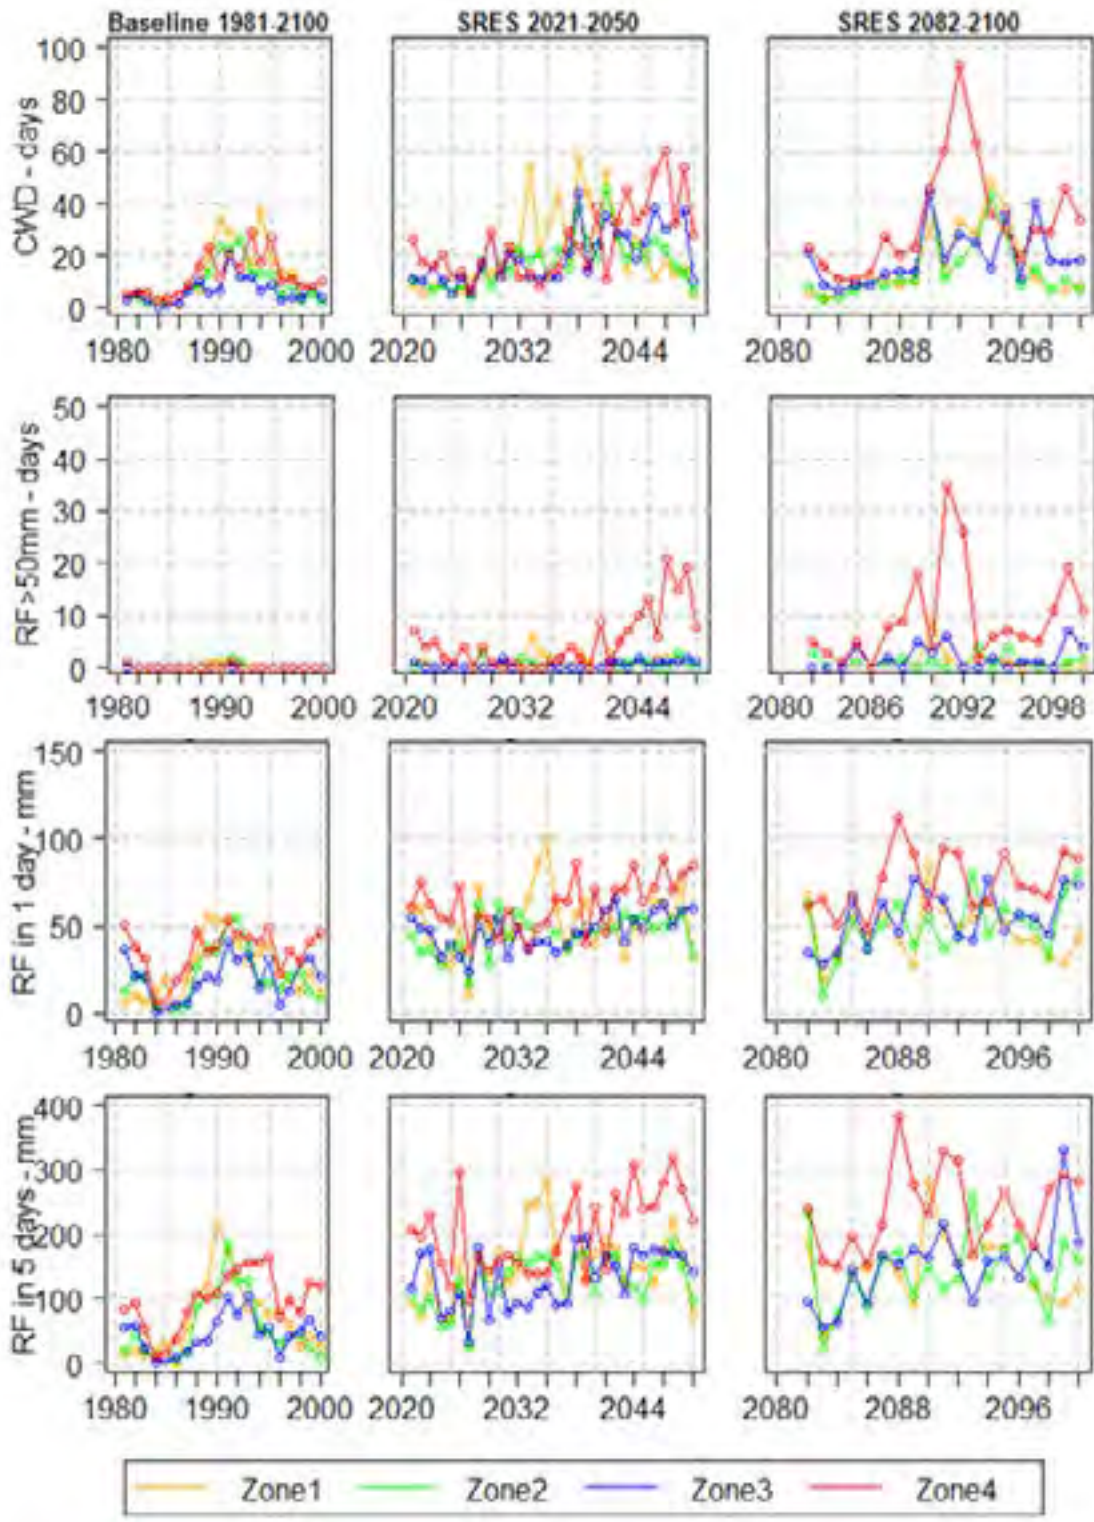 Baseline 1981-2100 SRES 2021-2050 SRES 2082-2100
CWD - days
100
80
60
40
20
0
1980 1990 2000 2020 2032 2044 2080 2088 2096
RF>50mm - days
50
40
30
20
10
0
1980 1990 2000 2020 2032 2044 2080 2086 2092 2098
RF in 1 day - mm
150
100
50
0
1980 1990 2000 2020 2032 2044 2080 2088 2096
RF in 5 days - mm
400
300
200
100
0
1980 1990 2000 2020 2032 2044 2080 2088 2096
Zone1 Zone2 Zone3 Zone4